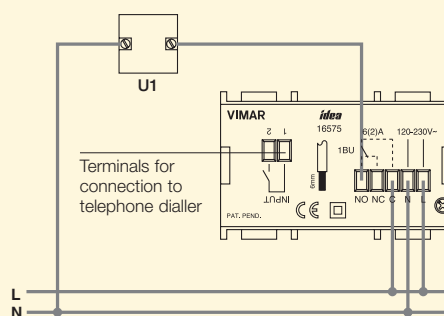 U1
VIMAR
idea
16575
6(2)A
120-230V~
2 1
1BU
Terminals for
connection to
telephone dialler
6mm
INPUT
NO NC C N L
PAT. PEND.
CE
L
N